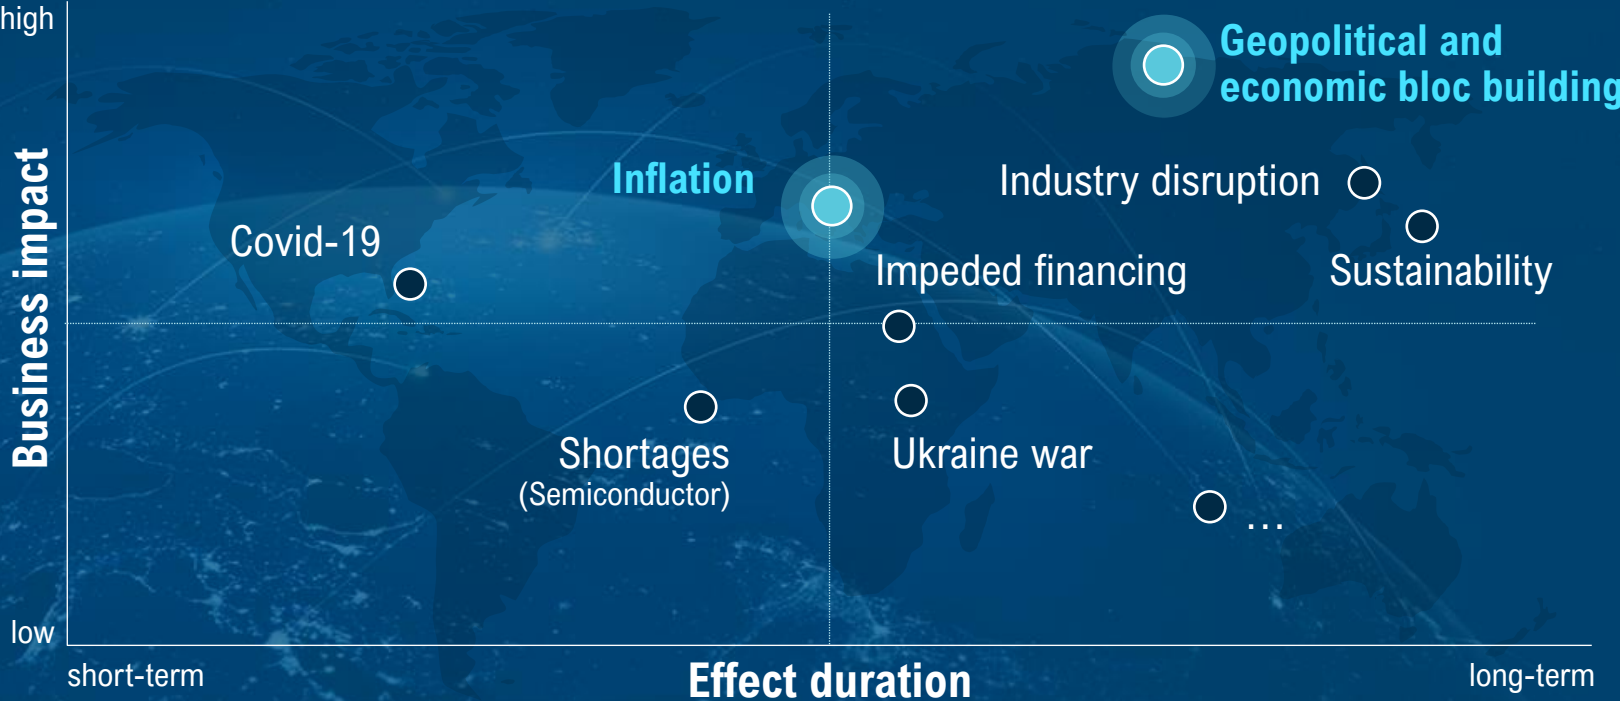 high
Geopolitical and
economic bloc building
Inflation
Industry disruption
Covid-19
Impeded financing
Sustainability
Business impact
Shortages
(Semiconductor)
Ukraine war
...
low
short-term
Effect duration
long-term